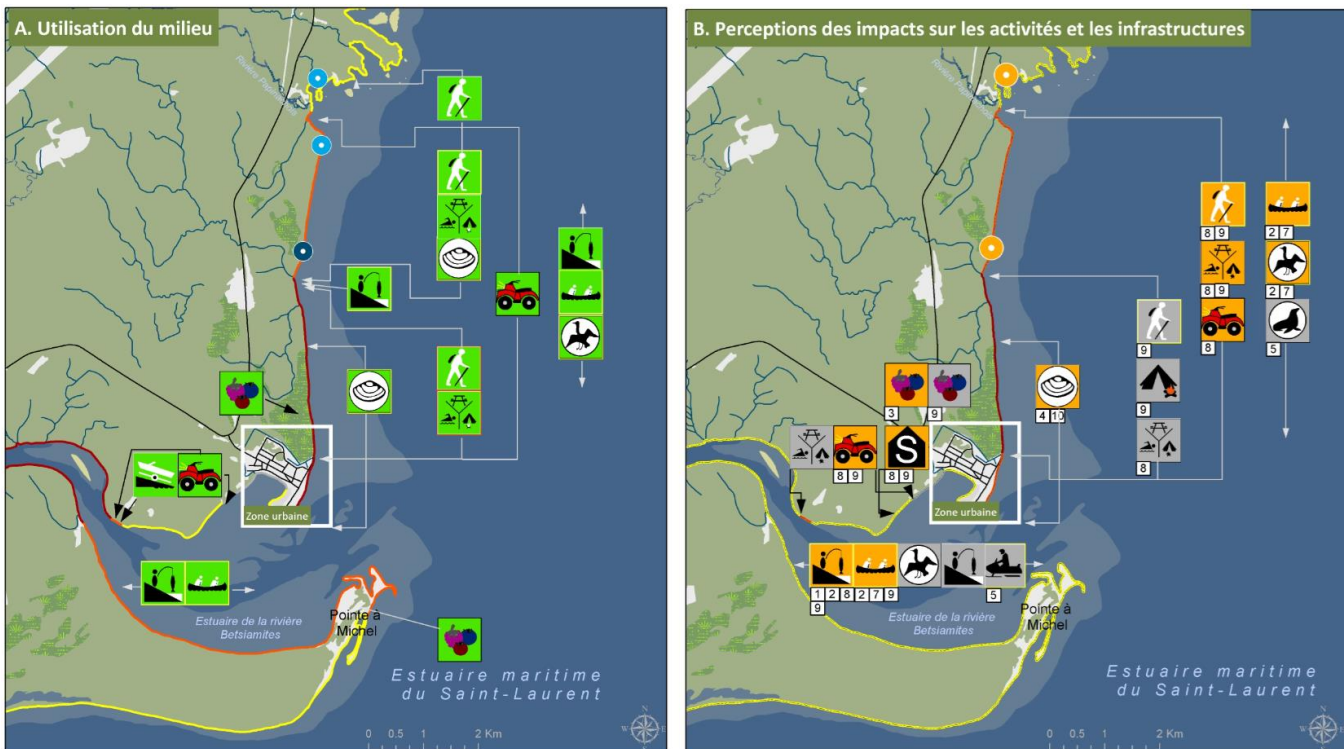 A. Utilisation du milieu
Zone urbaine
Pointe à
Michel
Estuaire de la rivière
Betsiamites
Estuaire maritime
du Saint-Laurent
W
E
S
0 0.5 1 2 Km
B. Perceptions des impacts sur les activités et les infrastructures
8 9
2 7
8 9
2 7
9
8
5
9
3
9
4 10
S
8
8 9
8 9
Zone urbaine
1 2 8 2 7 9
5
9
Pointe à
Michel
Estuaire de la rivière
Betsiamites
Estuaire maritime
du Saint-Laurent
W
E
S
0 0.5 1 2 Km